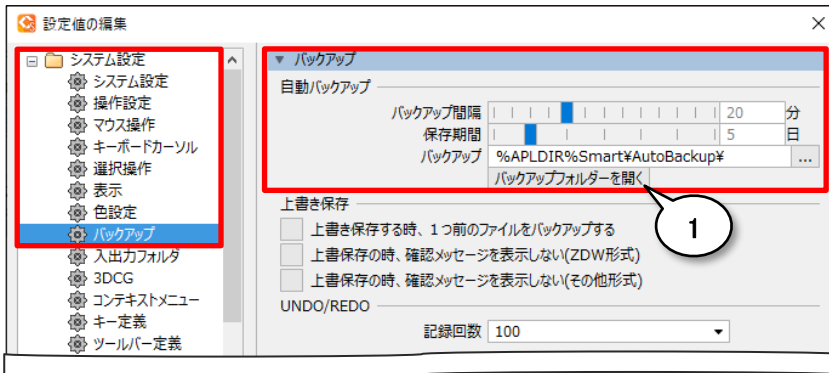 設定値の編集
システム設定
システム設定
操作設定
マウス操作
キーボードカーソル
選択操作
表示
色設定
バックアップ
入出力フォルダ
3DCG
コンテキストメニュー
キー定義
ツールバー定義
バックアップ
自動バックアップ
バックアップ間隔 20 分
保存期間 5 日
バックアップ %APLDIR%Smart¥AutoBackup¥ ...
バックアップフォルダーを開く
1
上書き保存
上書き保存する時、1つ前のファイルをバックアップする
上書保存の時、確認メッセージを表示しない(ZDW形式)
上書保存の時、確認メッセージを表示しない(その他形式)
UNDO/REDO
記録回数 100